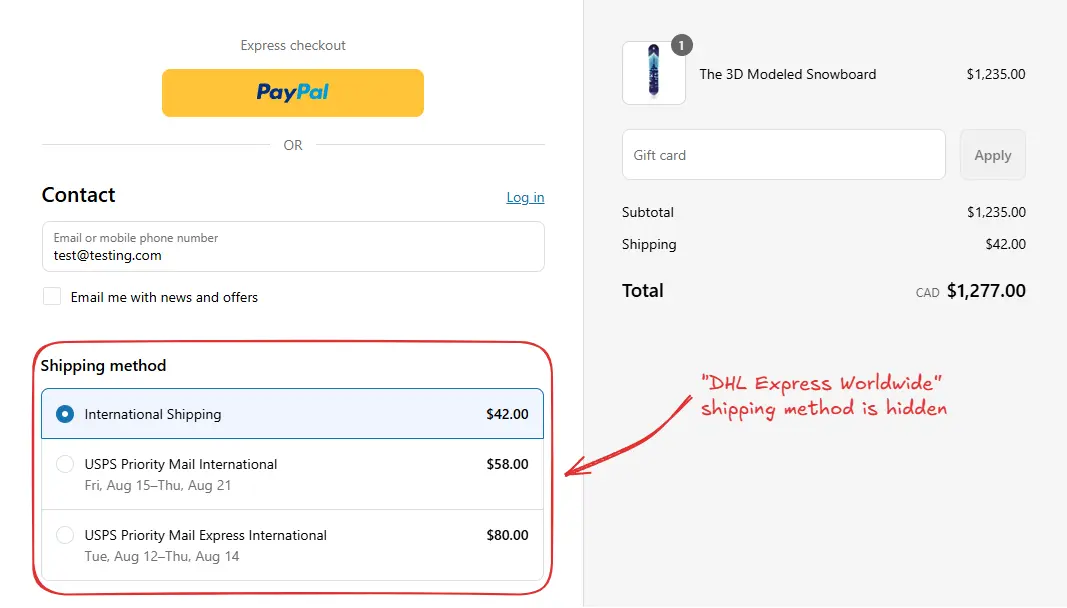 Express checkout
PayPal
OR
Contact
Log in
Email or mobile phone number
test@testing.com
Email me with news and offers
Shipping method
International Shipping $42.00
USPS Priority Mail International $58.00
Fri, Aug 15–Thu, Aug 21
USPS Priority Mail Express International $80.00
Tue, Aug 12–Thu, Aug 14
1
The 3D Modeled Snowboard $1,235.00
Gift card Apply
Subtotal $1,235.00
Shipping $42.00
Total CAD $1,277.00
"DHL Express Worldwide"
shipping method is hidden